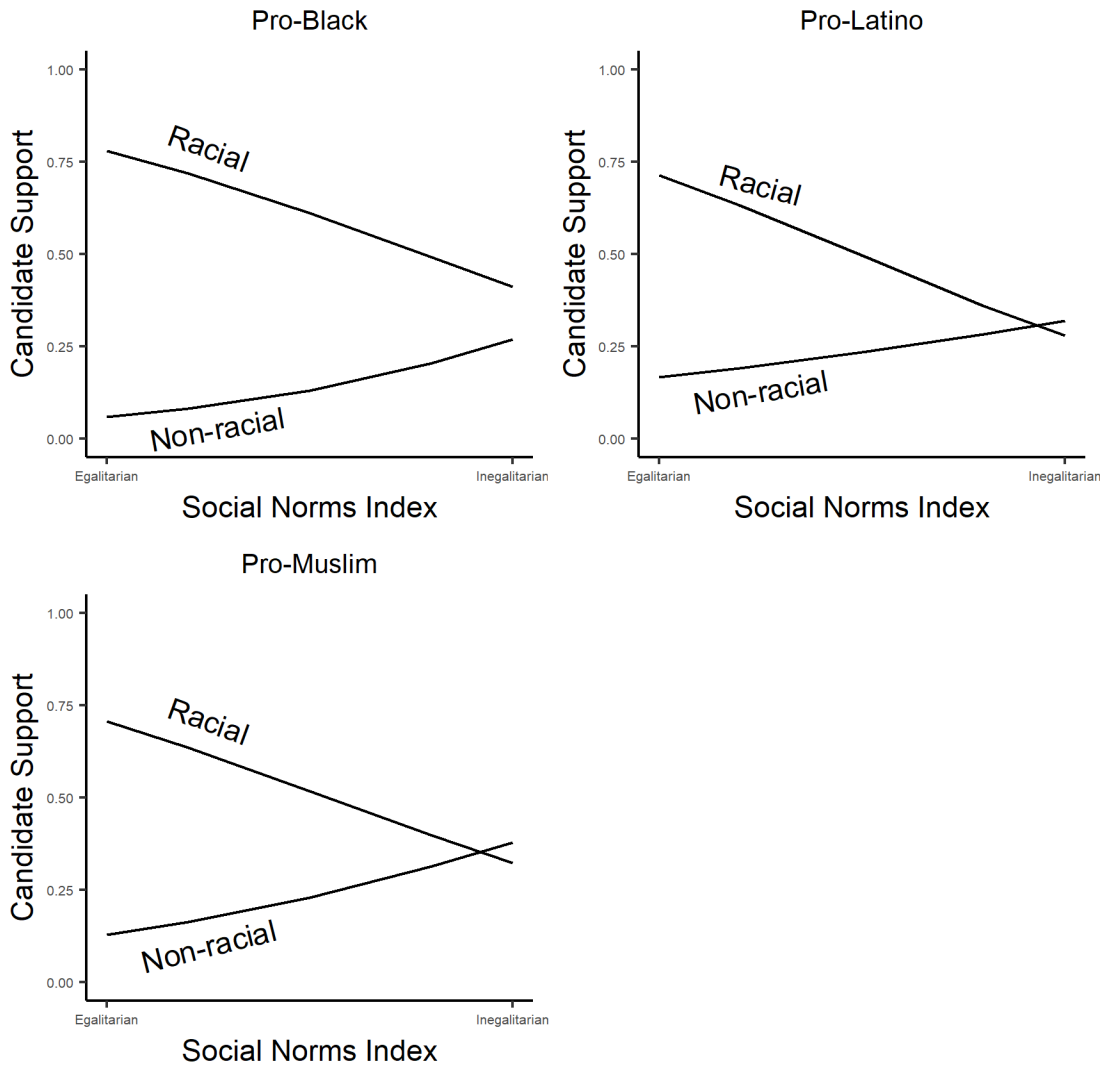 Pro-Black
Candidate Support
1.00
0.75
0.50
0.25
0.00
Racial
Non-racial
Egalitarian
Inegalitarian
Social Norms Index
Pro-Latino
Candidate Support
1.00
0.75
0.50
0.25
0.00
Racial
Non-racial
Egalitarian
Inegalitarian
Social Norms Index
Pro-Muslim
Candidate Support
1.00
0.75
0.50
0.25
0.00
Racial
Non-racial
Egalitarian
Inegalitarian
Social Norms Index